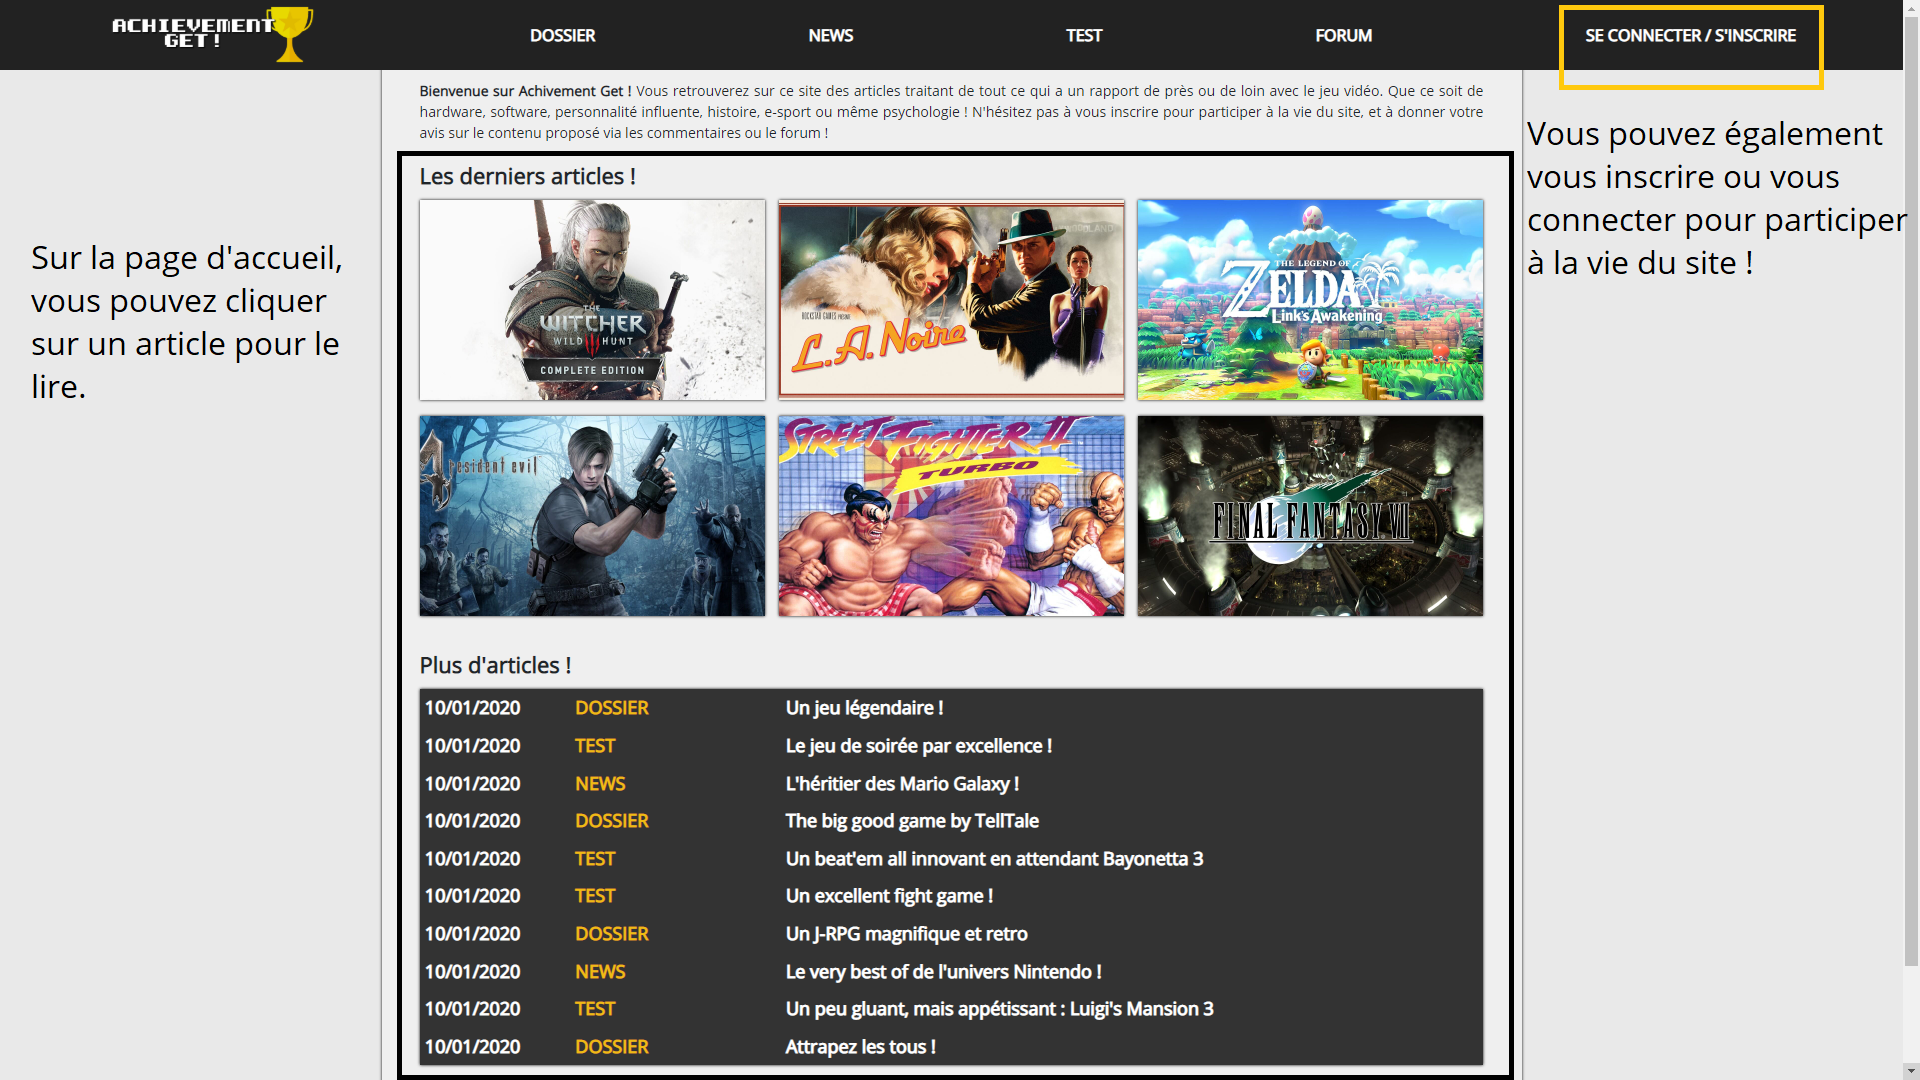 ACHIEVEMENT
GET !
DOSSIER
NEWS
TEST
FORUM
SE CONNECTER / S'INSCRIRE
Bienvenue sur Achivement Get ! Vous retrouverez sur ce site des articles traitant de tout ce qui a un rapport de près ou de loin avec le jeu vidéo. Que ce soit de
hardware, software, personnalité influente, histoire, e-sport ou même psychologie ! N'hésitez pas à vous inscrire pour participer à la vie du site, et à donner votre
avis sur le contenu proposé via les commentaires ou le forum !
Sur la page d'accueil,
vous pouvez cliquer
sur un article pour le
lire.
Vous pouvez également
vous inscrire ou vous
connecter pour participer
à la vie du site !
Les derniers articles !
THE
WITCHER
WILD HUNT
COMPLETE EDITION
WOODLAND
ROCKSTAR GAMES PRESENTS
L.A. Noire
THE LEGEND OF
ZELDA
Link's Awakening
4
resident evil
STREET FIGHTER II
TURBO
FINAL FANTASY VII
Plus d'articles !
10/01/2020 DOSSIER Un jeu légendaire !
10/01/2020 TEST Le jeu de soirée par excellence !
10/01/2020 NEWS L'héritier des Mario Galaxy !
10/01/2020 DOSSIER The big good game by TellTale
10/01/2020 TEST Un beat'em all innovant en attendant Bayonetta 3
10/01/2020 TEST Un excellent fight game !
10/01/2020 DOSSIER Un J-RPG magnifique et retro
10/01/2020 NEWS Le very best of de l'univers Nintendo !
10/01/2020 TEST Un peu gluant, mais appétissant : Luigi's Mansion 3
10/01/2020 DOSSIER Attrapez les tous !